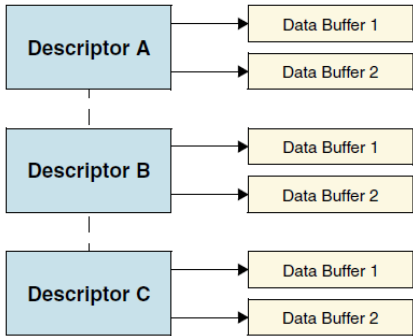 Descriptor A
Data Buffer 1
Data Buffer 2
Descriptor B
Data Buffer 1
Data Buffer 2
Descriptor C
Data Buffer 1
Data Buffer 2